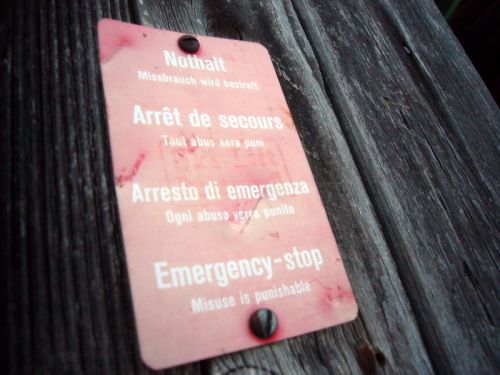 Nothalt
Missbrauch wird bestraft
Arrêt de secours
Tout abus sera puni
Arresto di emergenza
Ogni abuso verrà punito
Emergency-stop
Misuse is punishable